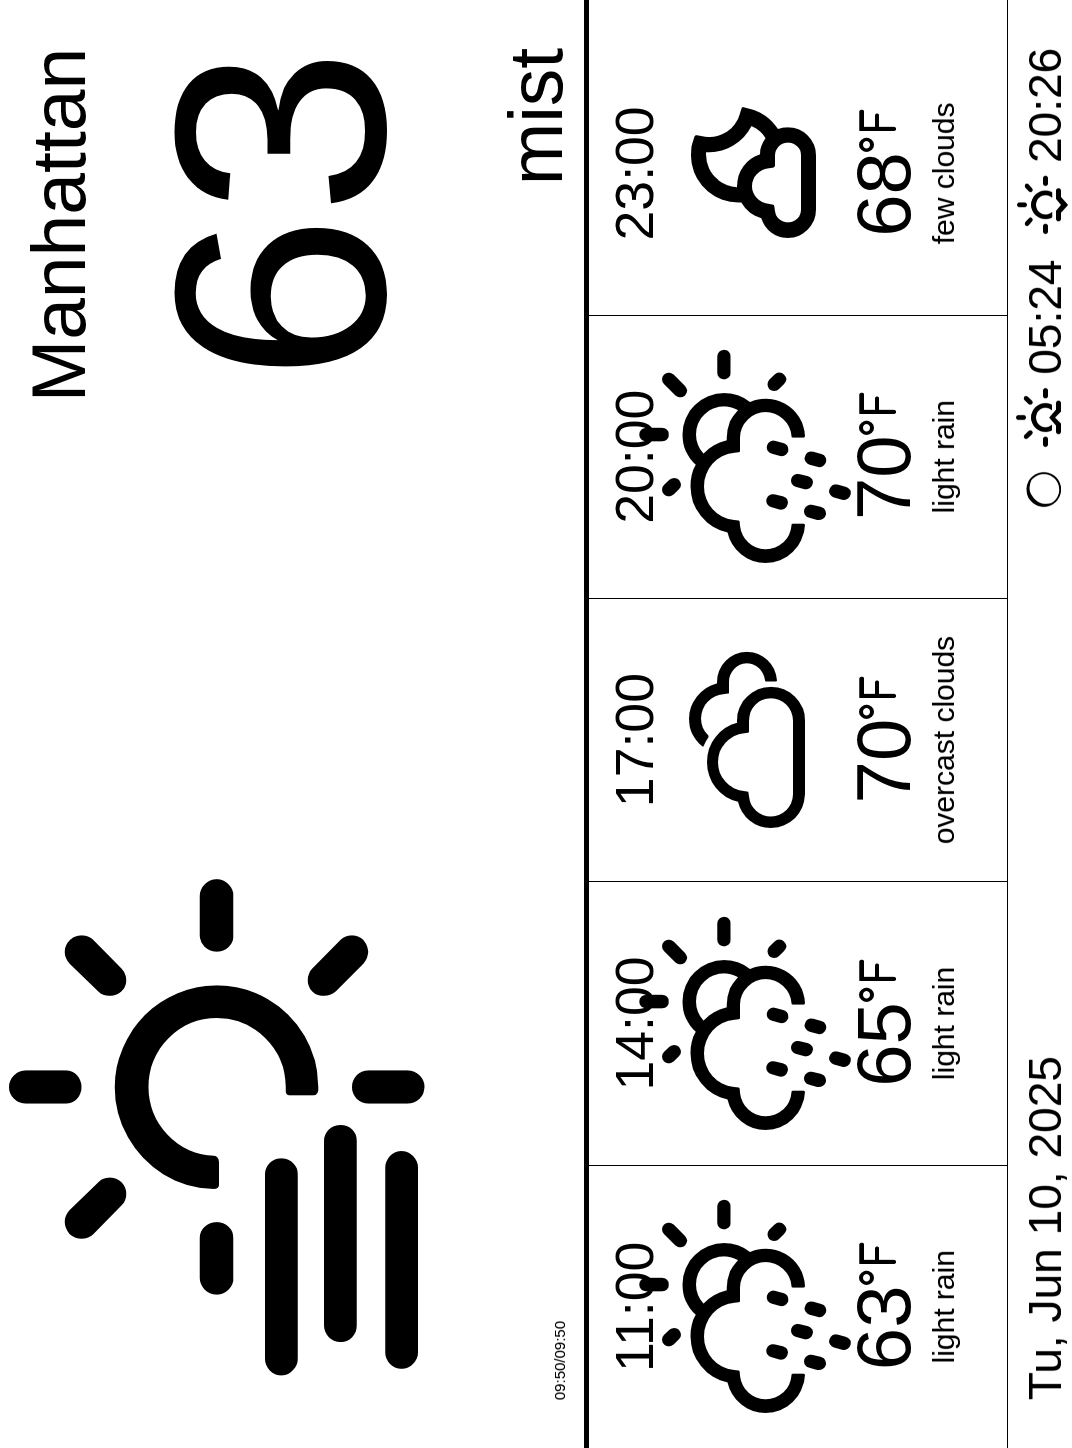 Manhattan
63
mist
09:50/09:50
11:00 14:00 17:00 20:00 23:00
63°F 65°F 70°F 70°F 68°F
light rain light rain overcast clouds light rain few clouds
Tu, Jun 10, 2025 05:24 20:26